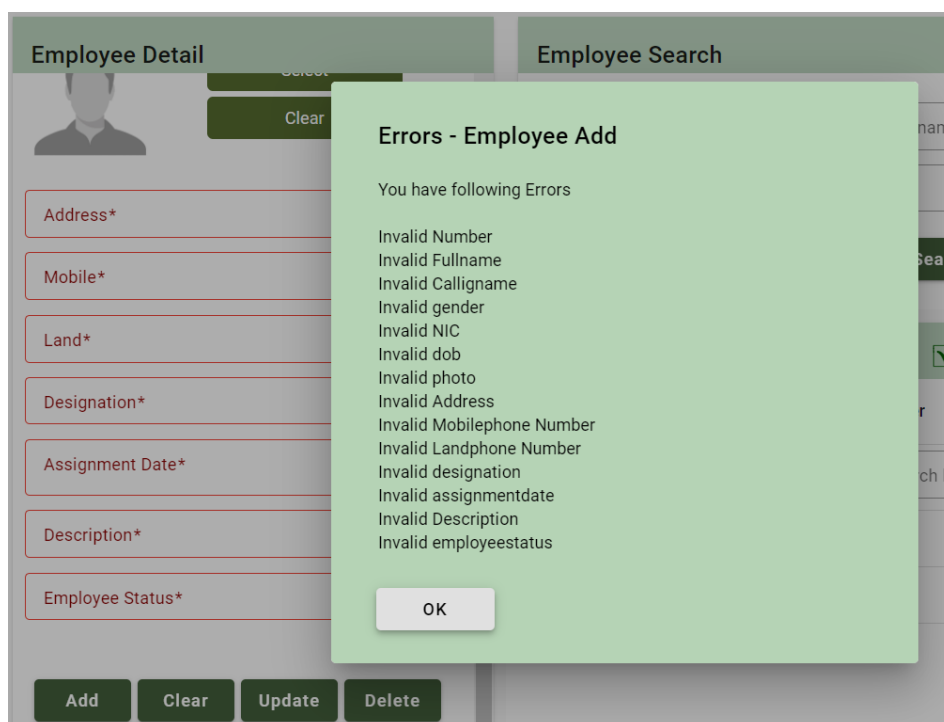 Employee Detail
Employee Search
Select
Clear
Address*
Mobile*
Land*
Designation*
Assignment Date*
Description*
Employee Status*
Add
Clear
Update
Delete
Errors - Employee Add
You have following Errors
Invalid Number
Invalid Fullname
Invalid Calligname
Invalid gender
Invalid NIC
Invalid dob
Invalid photo
Invalid Address
Invalid Mobilephone Number
Invalid Landphone Number
Invalid designation
Invalid assignmentdate
Invalid Description
Invalid employeestatus
OK